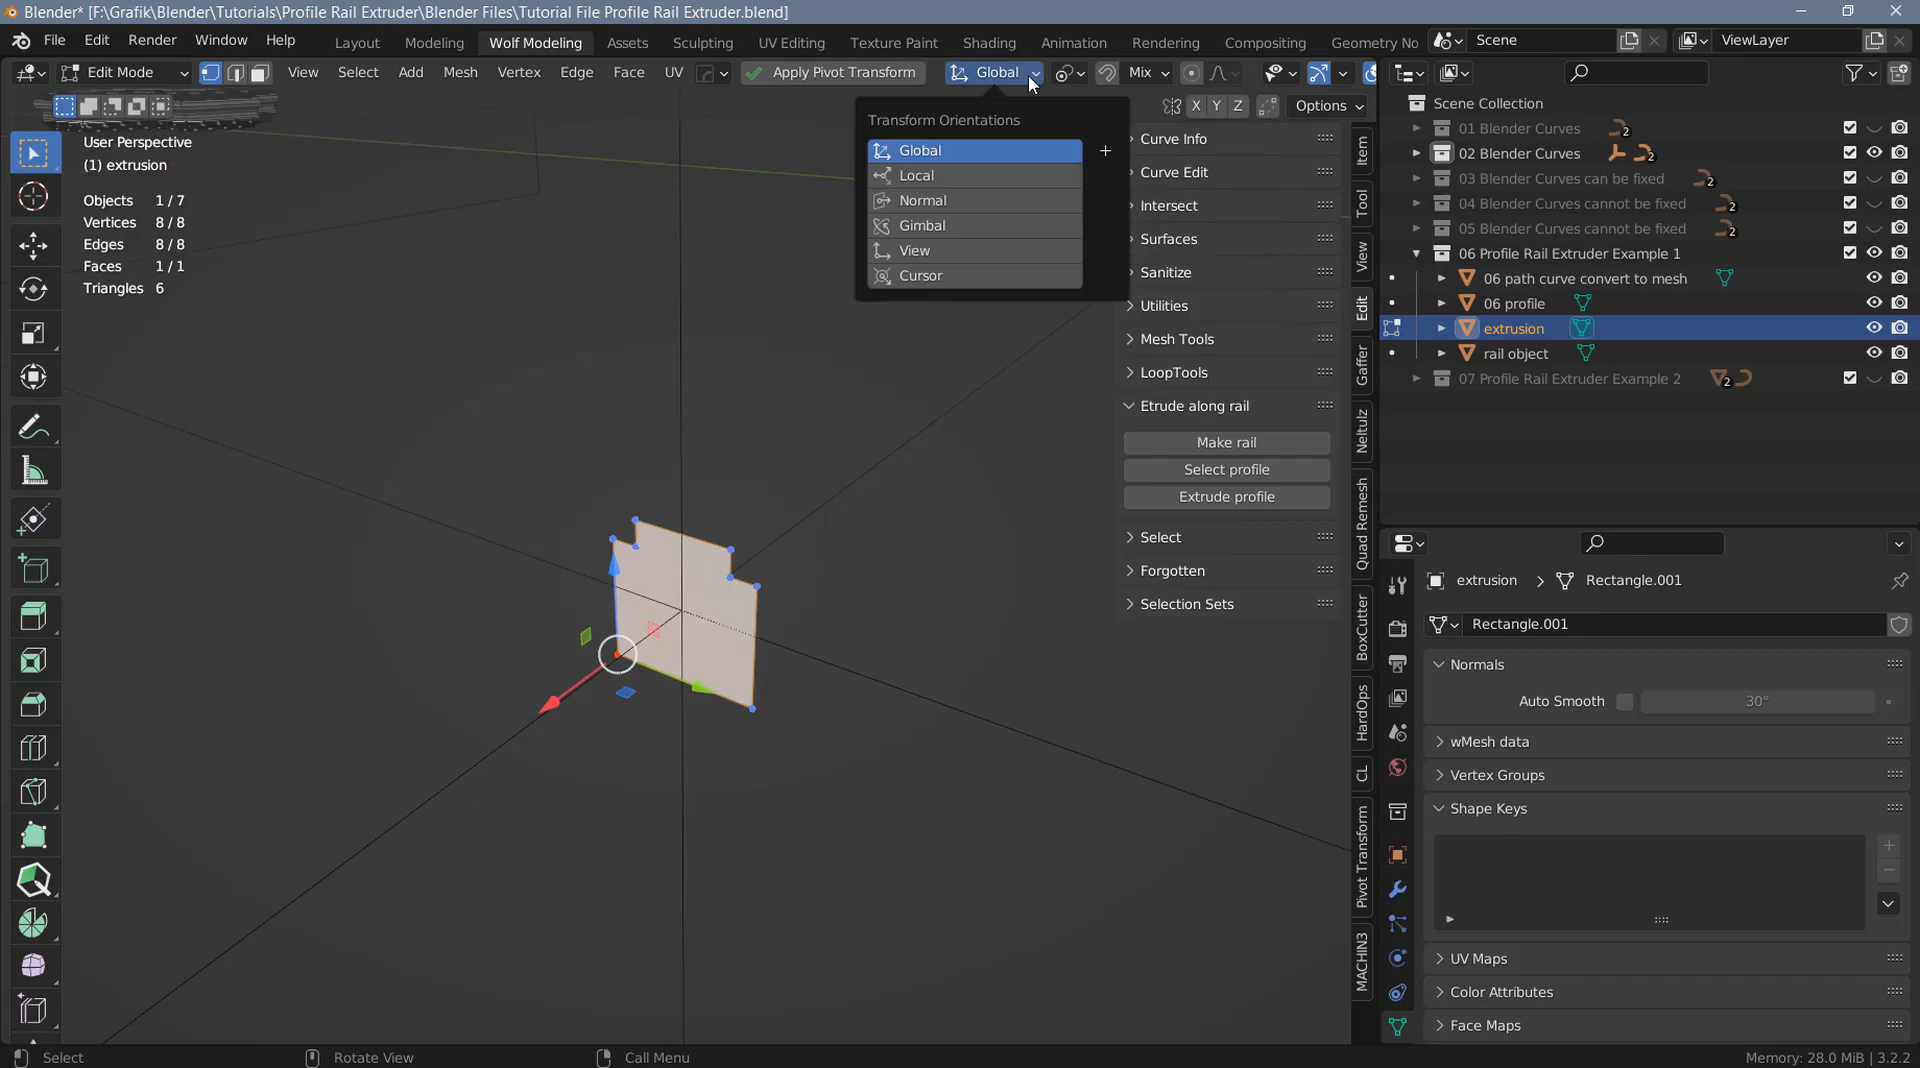 Blender* [F:\Grafik\Blender\Tutorials\Profile Rail Extruder\Blender Files\Tutorial File Profile Rail Extruder.blend]
File Edit Render Window Help Layout Modeling Wolf Modeling Assets Sculpting UV Editing Texture Paint Shading Animation Rendering Compositing Geometry No Scene ViewLayer
Edit Mode View Select Add Mesh Vertex Edge Face UV Apply Pivot Transform Global Mix
X Y Z Options
User Perspective
(1) extrusion
Objects 1/7
Vertices 8/8
Edges 8/8
Faces 1/1
Triangles 6
Transform Orientations
Global
Local
Normal
Gimbal
View
Cursor
Curve Info
Curve Edit
Intersect
Surfaces
Sanitize
Utilities
Mesh Tools
LoopTools
Etrude along rail
Make rail
Select profile
Extrude profile
Select
Forgotten
Selection Sets
Item
Tool
View
Edit
Gaffer
Neltulz
Quad Remesh
BoxCutter
HardOps
CL
Pivot Transform
MACHIN3
Scene Collection
01 Blender Curves 2
02 Blender Curves 2
03 Blender Curves can be fixed 2
04 Blender Curves cannot be fixed 2
05 Blender Curves cannot be fixed 2
06 Profile Rail Extruder Example 1
06 path curve convert to mesh
06 profile
extrusion
rail object
07 Profile Rail Extruder Example 2 2
extrusion Rectangle.001
Rectangle.001
Normals
Auto Smooth 30°
wMesh data
Vertex Groups
Shape Keys
UV Maps
Color Attributes
Face Maps
Select Rotate View Call Menu Memory: 28.0 MiB | 3.2.2